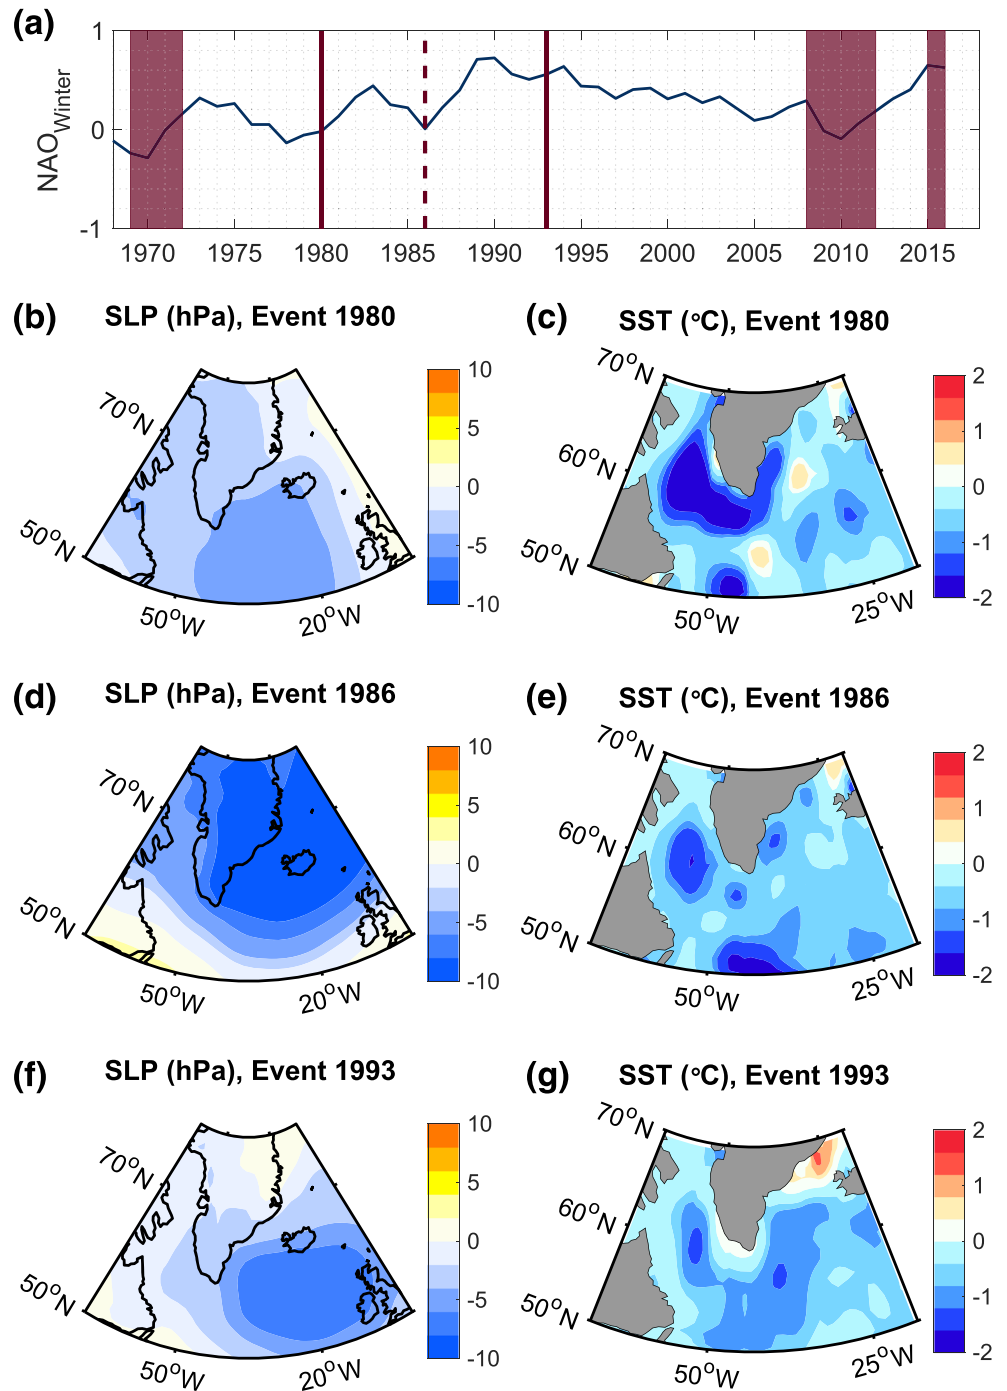 (a)
NAO_Winter
1
0
-1
1970 1975 1980 1985 1990 1995 2000 2005 2010 2015
(b) SLP (hPa), Event 1980
70°N
50°N
50°W 20°W
10
5
0
-5
-10
(c) SST (°C), Event 1980
70°N
60°N
50°N
50°W 25°W
2
1
0
-1
-2
(d) SLP (hPa), Event 1986
70°N
50°N
50°W 20°W
10
5
0
-5
-10
(e) SST (°C), Event 1986
70°N
60°N
50°N
50°W 25°W
2
1
0
-1
-2
(f) SLP (hPa), Event 1993
70°N
50°N
50°W 20°W
10
5
0
-5
-10
(g) SST (°C), Event 1993
70°N
60°N
50°N
50°W 25°W
2
1
0
-1
-2